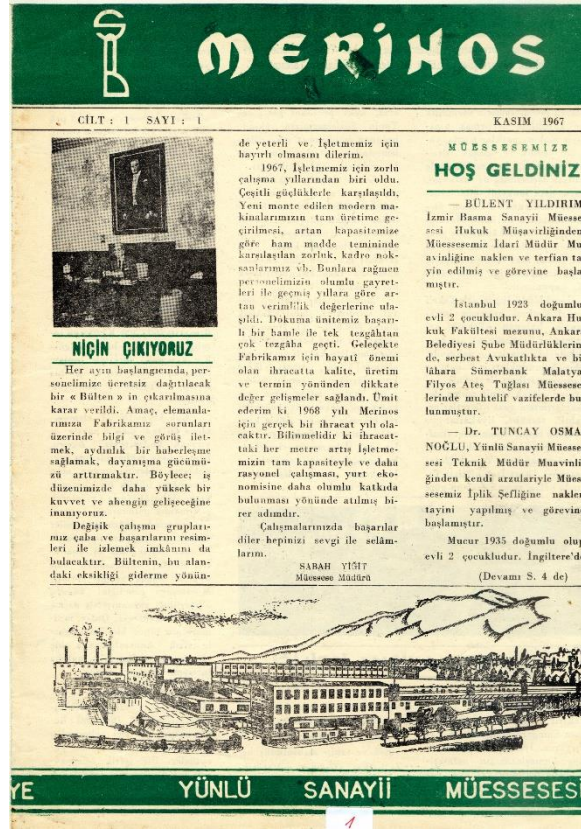 MERİNOS
CİLT : 1 SAYI : 1
KASIM 1967
NİÇİN ÇIKIYORUZ
Her ayın başlangıcında, per-
sonelimize ücretsiz dağıtılacak
bir « Bülten » in çıkarılmasına
karar verildi. Amaç, elemanla-
rımıza Fabrikamız sorunları
üzerinde bilgi ve görüş ilet-
mek, aydınlık bir haberleşme
sağlamak, dayanışma gücümü-
zü arttırmaktır. Böylece; iş
düzenimizde daha yüksek bir
kuvvet ve ahengin gelişeceğine
inanıyoruz.
Değişik çalışma grupları-
mız çaba ve başarılarını resim-
leri ile izlemek imkânını da
bulacaktır. Bültenin, bu alan-
daki eksikliği giderme yönün-
de yeterli ve İşletmemiz için
hayırlı olmasını dilerim.
1967, İşletmemiz için zorlu
çalışma yıllarından biri oldu.
Çeşitli güçlüklerle karşılaşıldı,
Yeni monte edilen modern ma-
kinalarımızın tam üretime ge-
çirilmesi, artan kapasitemize
göre ham madde temininde
karşılaşılan zorluk, kadro nok-
sanlarımız vb. Bunlara rağmen
personelimizin olumlu gayret-
leri ile geçmiş yıllara göre ar-
tan verimlilik değerlerine ula-
şıldı. Dokuma ünitemiz başarı-
lı bir hamle ile tek tezgâhtan
çok tezgâha geçti. Gelecekte
Fabrikamız için hayatî önemi
olan ihracatta kalite, üretim
ve termin yönünden dikkate
değer gelişmeler sağlandı. Ümit
ederim ki 1968 yılı Merinos
için gerçek bir ihracat yılı ola-
caktır. Bilinmelidir ki ihracat-
taki her metre artış İşletme-
mizin tam kapasiteyle ve daha
rasyonel çalışması, yurt eko-
nomisine daha olumlu katkıda
bulunması yönünde atılmış bi-
rer adımdır.
Çalışmalarınızda başarılar
diler hepinizi sevgi ile selâm-
larım.
SABAH YİĞİT
Müessese Müdürü
MÜESSESEMİZE
HOŞ GELDİNİZ
— BÜLENT YILDIRIM
İzmir Basma Sanayii Müesse
sesi Hukuk Müşavirliğinden
Müessesemiz İdari Müdür Mu
avinliğine naklen ve terfian ta
yin edilmiş ve görevine başla
mıştır.
İstanbul 1923 doğumlu
evli 2 çocukludur. Ankara Hu
kuk Fakültesi mezunu, Ankar
Belediyesi Şube Müdürlüklerin
de, serbest Avukatlıkta ve bi
lâhara Sümerbank Malatya
Filyos Ateş Tuğlası Müessese
lerinde muhtelif vazifelerde bu
lunmuştur.
— Dr. TUNCAY OSMA
NOĞLU, Yünlü Sanayii Müesse
sesi Teknik Müdür Muavinli
ğinden kendi arzulariyle Mües
sesemiz İplik Şefliğine naklen
tayini yapılmış ve görevine
başlamıştır.
Mucur 1935 doğumlu olup
evli 2 çocukludur. İngiltere'de
(Devamı S. 4 de)
YE YÜNLÜ SANAYİİ MÜESSESESİ
1